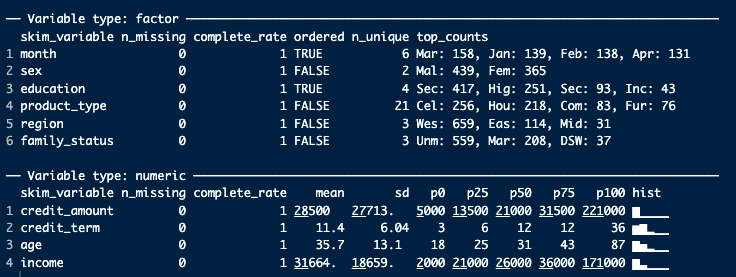 ── Variable type: factor ──
skim_variable n_missing complete_rate ordered n_unique top_counts
1 month 0 1 TRUE 6 Mar: 158, Jan: 139, Feb: 138, Apr: 131
2 sex 0 1 FALSE 2 Mal: 439, Fem: 365
3 education 0 1 TRUE 4 Sec: 417, Hig: 251, Sec: 93, Inc: 43
4 product_type 0 1 FALSE 21 Cel: 256, Hou: 218, Com: 83, Fur: 76
5 region 0 1 FALSE 3 Wes: 659, Eas: 114, Mid: 31
6 family_status 0 1 FALSE 3 Unm: 559, Mar: 208, DSW: 37
── Variable type: numeric ──
skim_variable n_missing complete_rate mean sd p0 p25 p50 p75 p100 hist
1 credit_amount 0 1 28500 27713. 5000 13500 21000 31500 221000
2 credit_term 0 1 11.4 6.04 3 6 12 12 36
3 age 0 1 35.7 13.1 18 25 31 43 87
4 income 0 1 31664. 18659. 2000 21000 26000 36000 171000